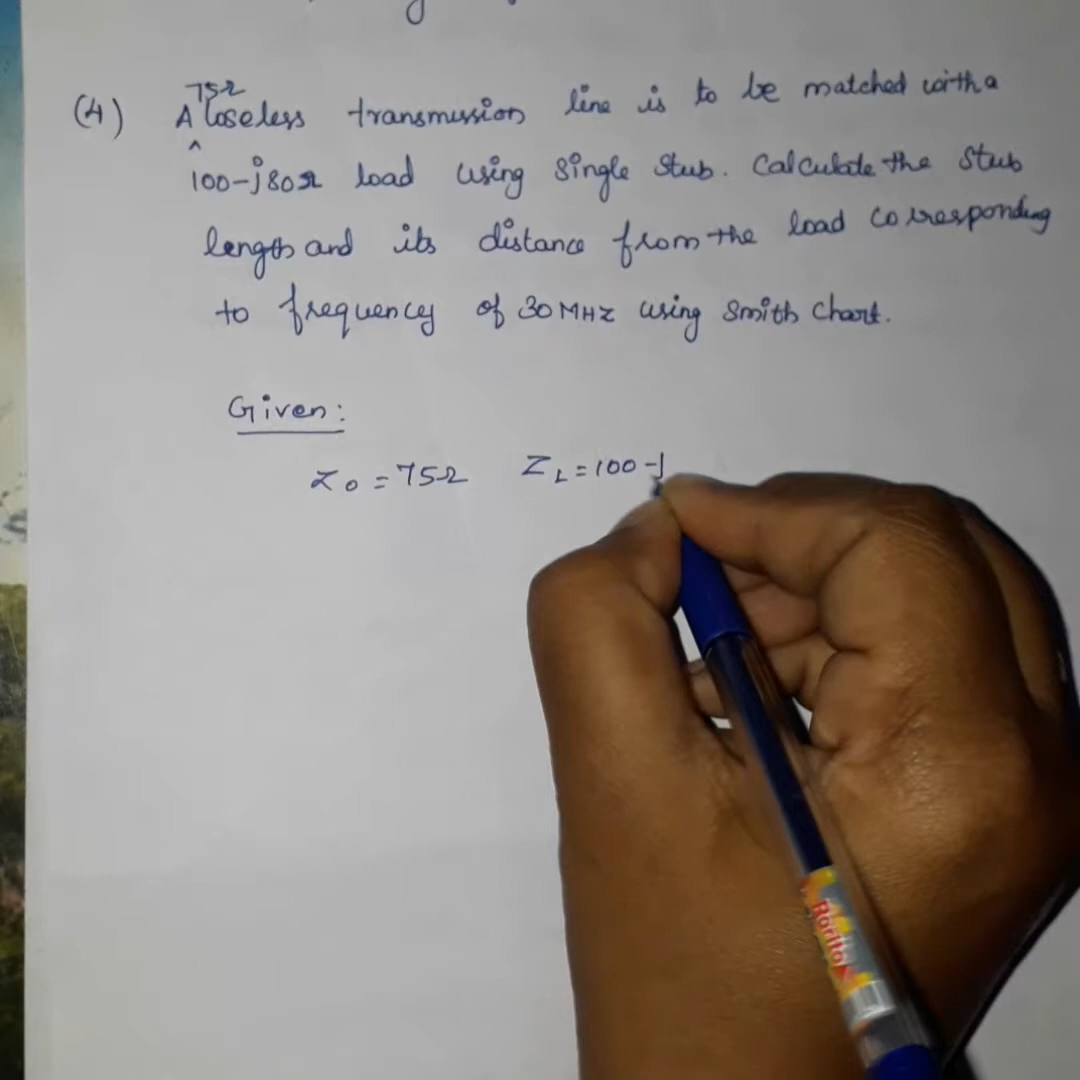 75Ω
(4) A loseless transmission line is to be matched with a
^
100-j80Ω load using single stub. Calculate the stub
length and its distance from the load corresponding
to frequency of 30 MHz using smith chart.
Given:
Z0 = 75Ω ZL = 100-j
Rorito